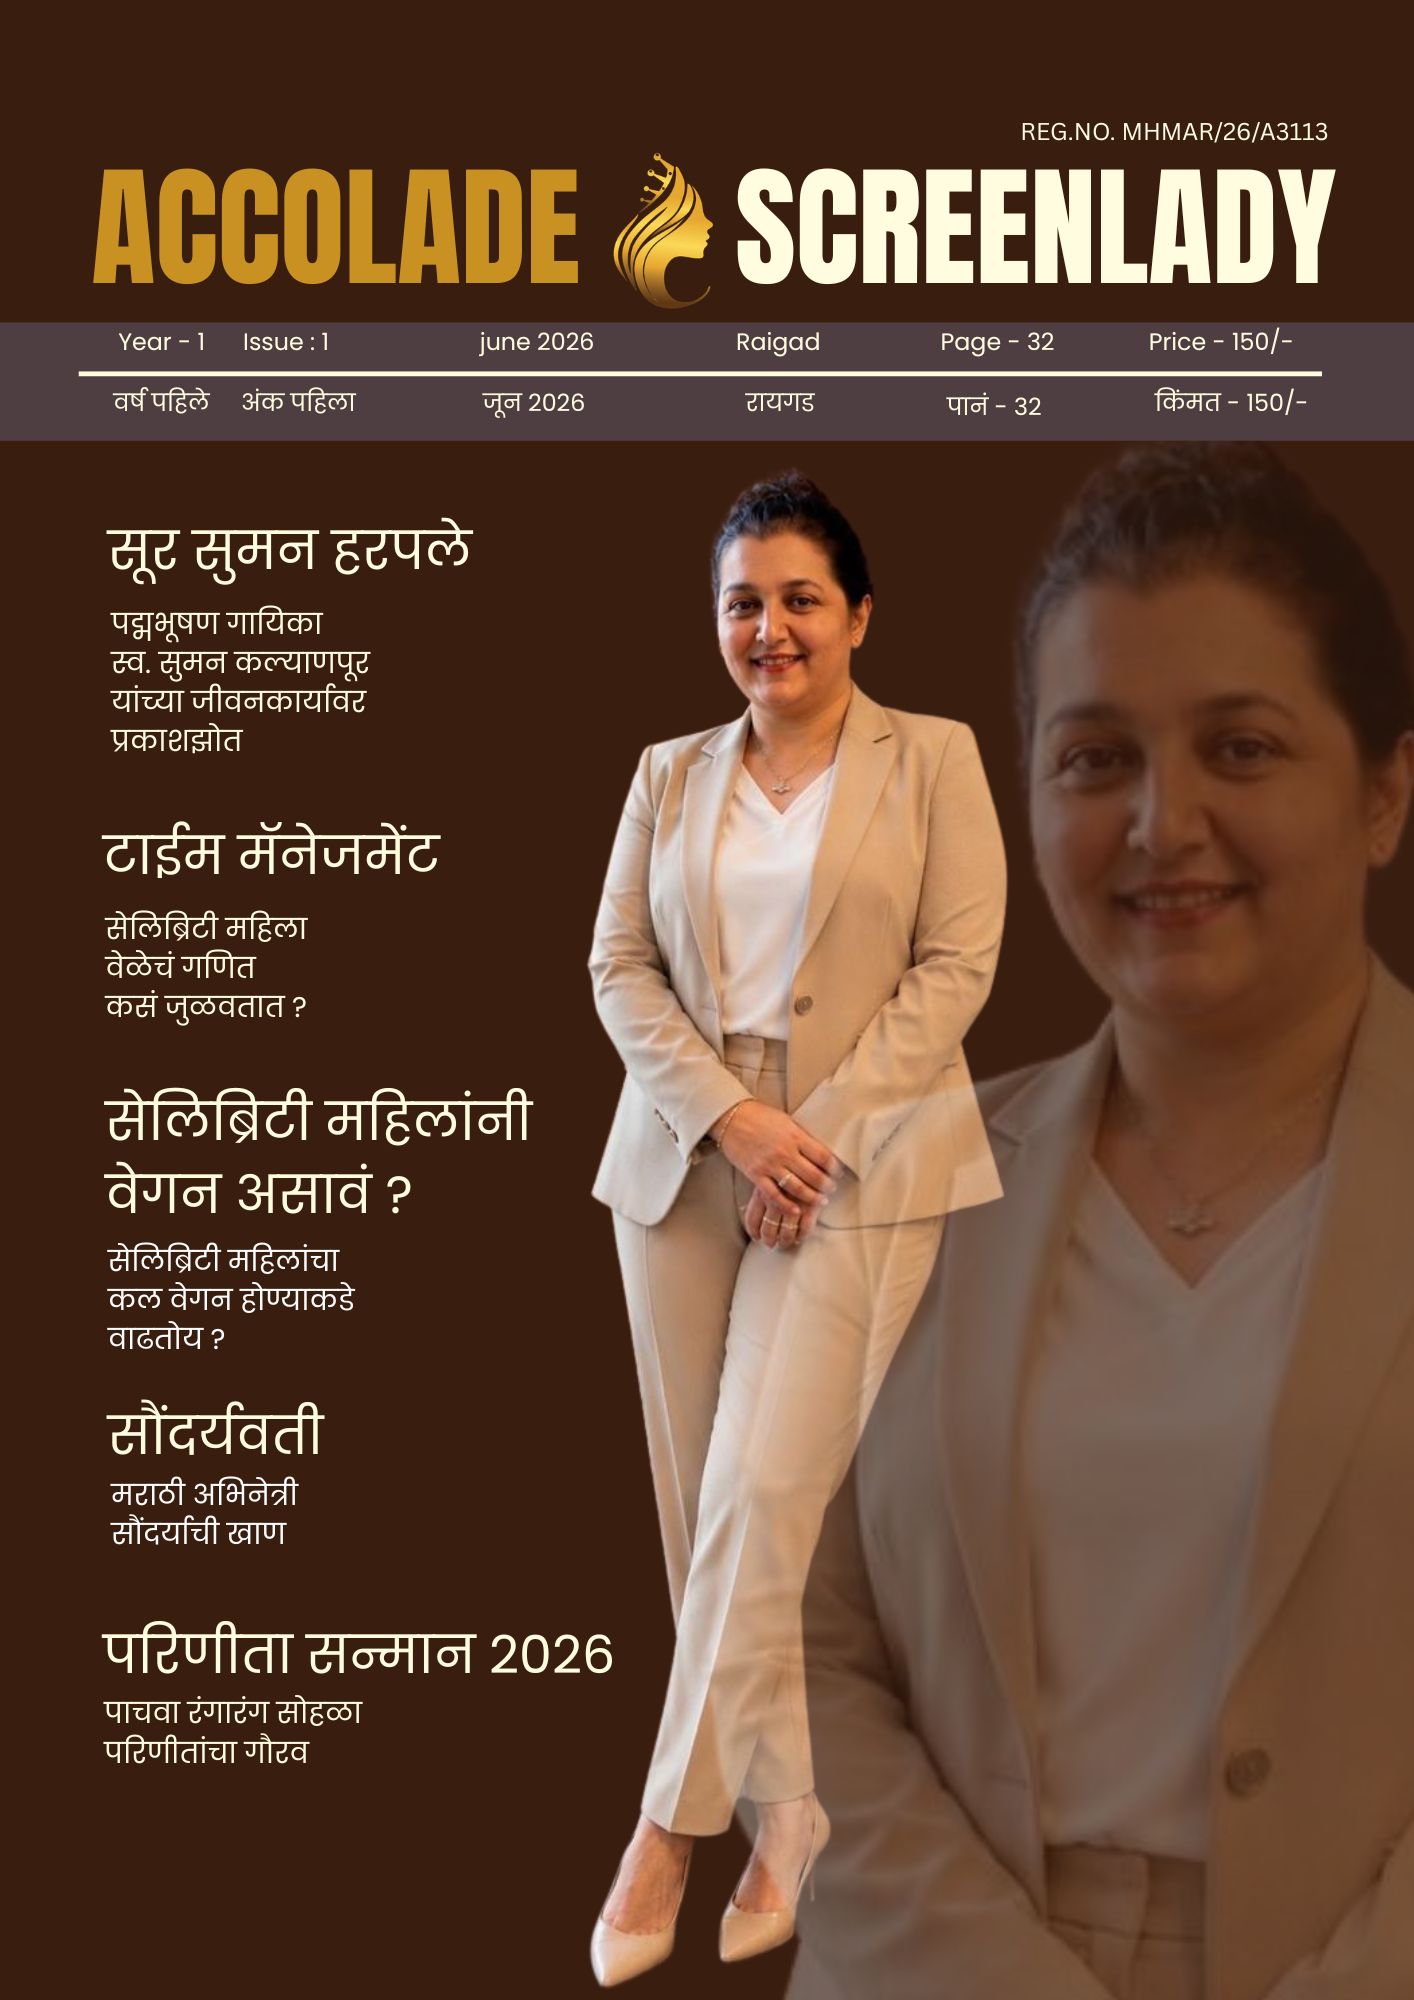 REG.NO. MHMAR/26/A3113
ACCOLADE SCREENLADY
Year - 1 Issue : 1 june 2026 Raigad Page - 32 Price - 150/-
वर्ष पहिले अंक पहिला जून 2026 रायगड पानं - 32 किंमत - 150/-
सूर सुमन हरपले
पद्मभूषण गायिका
स्व. सुमन कल्याणपूर
यांच्या जीवनकार्यावर
प्रकाशझोत
टाईम मॅनेजमेंट
सेलिब्रिटी महिला
वेळेचं गणित
कसं जुळवतात ?
सेलिब्रिटी महिलांनी
वेगन असावं ?
सेलिब्रिटी महिलांचा
कल वेगन होण्याकडे
वाढतोय ?
सौंदर्यवती
मराठी अभिनेत्री
सौंदर्याची खाण
परिणीता सन्मान 2026
पाचवा रंगारंग सोहळा
परिणीतांचा गौरव